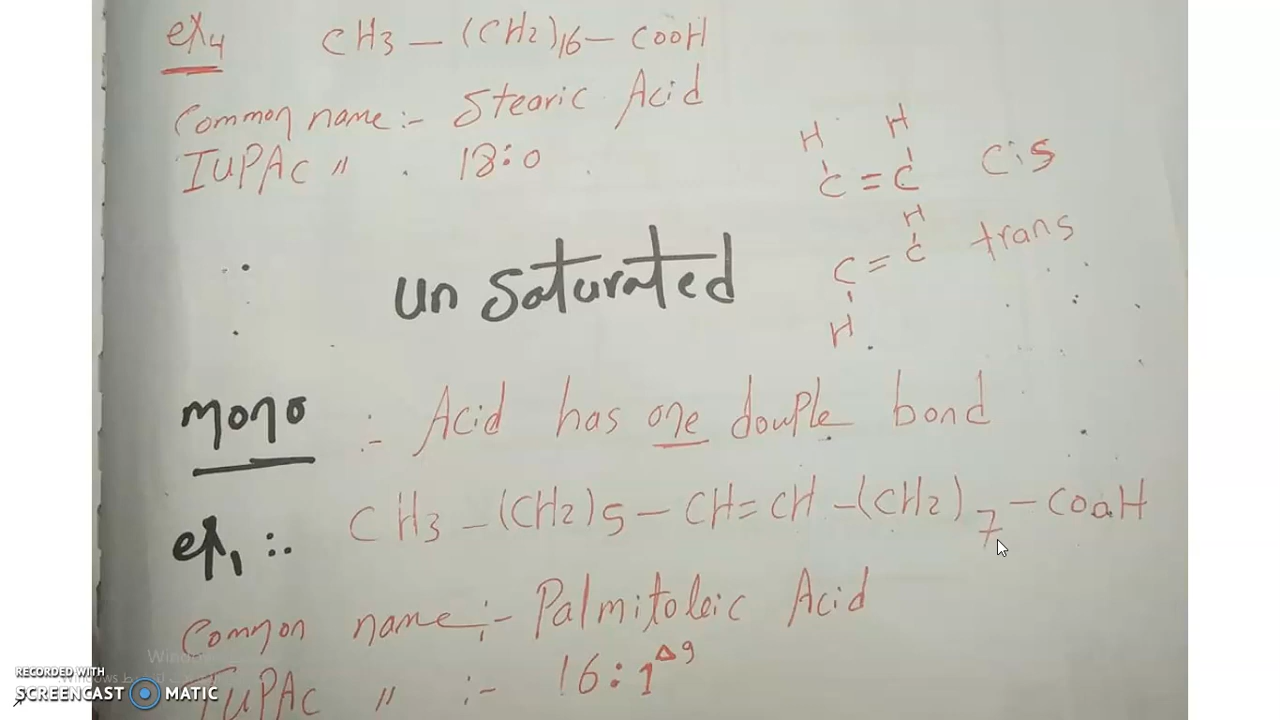 ex4 CH3 — (CH2)16 — COOH
Common name :- Stearic Acid
IUPAC " . 18:0
H H
C = C cis
H
C = C trans
H
un saturated
mono :- Acid has one douple bond
ex1 :. CH3 — (CH2)5 — CH=CH — (CH2)7 — COOH
Common name :- Palmitoleic Acid
IUPAC " :- 16:1Δ9
RECORDED WITH
SCREENCAST MATIC